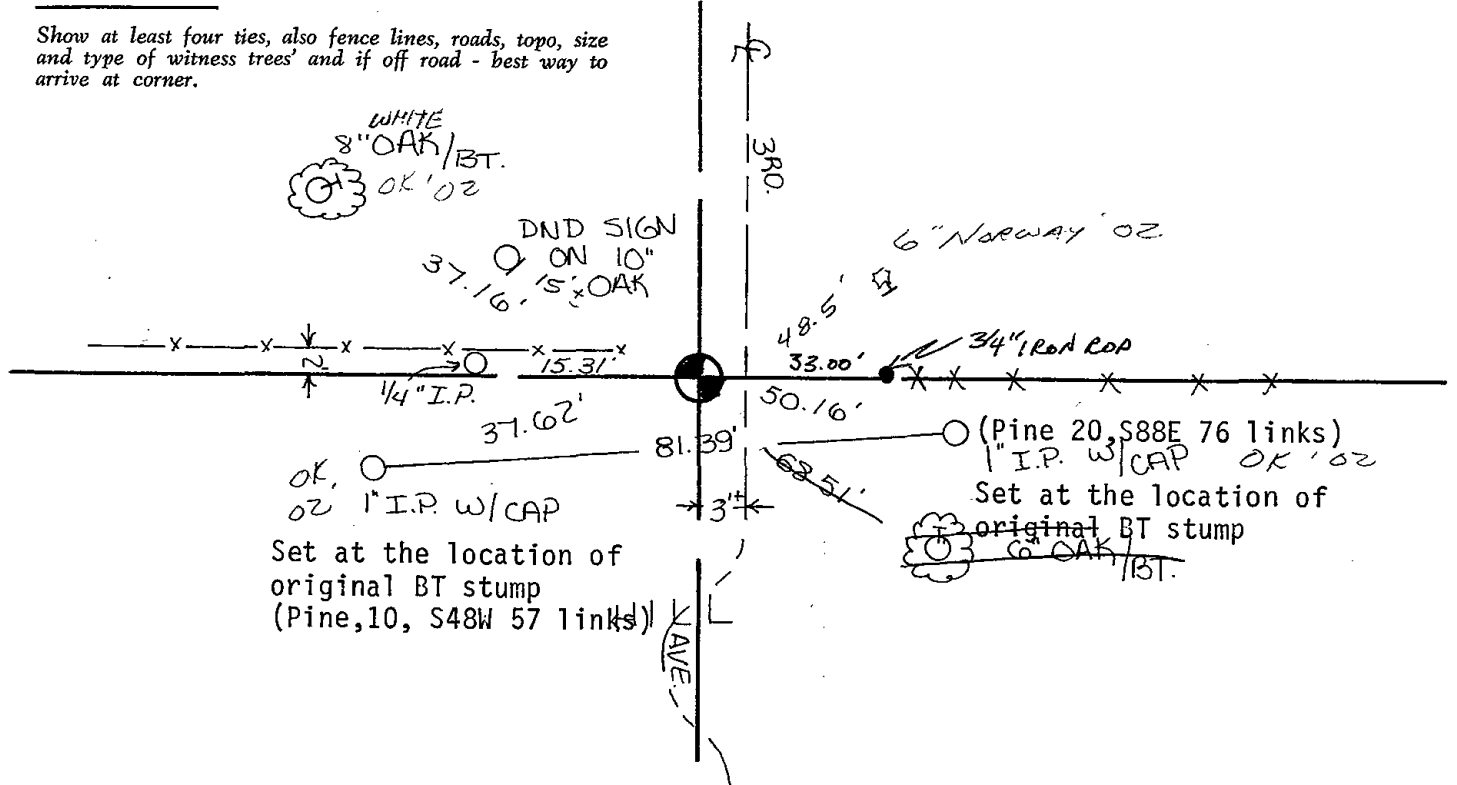 Show at least four ties, also fence lines, roads, topo, size
and type of witness trees' and if off road - best way to
arrive at corner.
WHITE
8" OAK/BT.
OK '02
DND SIGN
ON 10"
OAK
37.16'
15'±
CL
3RD.
6" NORWAY '02
48.5'
2'
15.31'
33.00'
3/4" IRON ROD
1/4" I.P.
50.16'
37.62'
81.39'
(Pine 20,S88E 76 links)
1" I.P. W/CAP OK '02
OK,
02
1" I.P. W/CAP
68.51'
Set at the location of
original BT stump
6" OAK/BT.
3'±
Set at the location of
original BT stump
(Pine,10, S48W 57 links)
AVE.